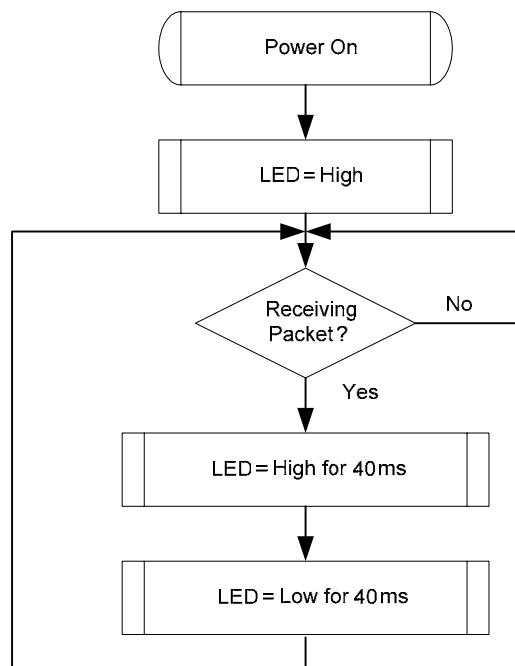 Power On
LED = High
Receiving
Packet?
No
Yes
LED = High for 40ms
LED = Low for 40ms